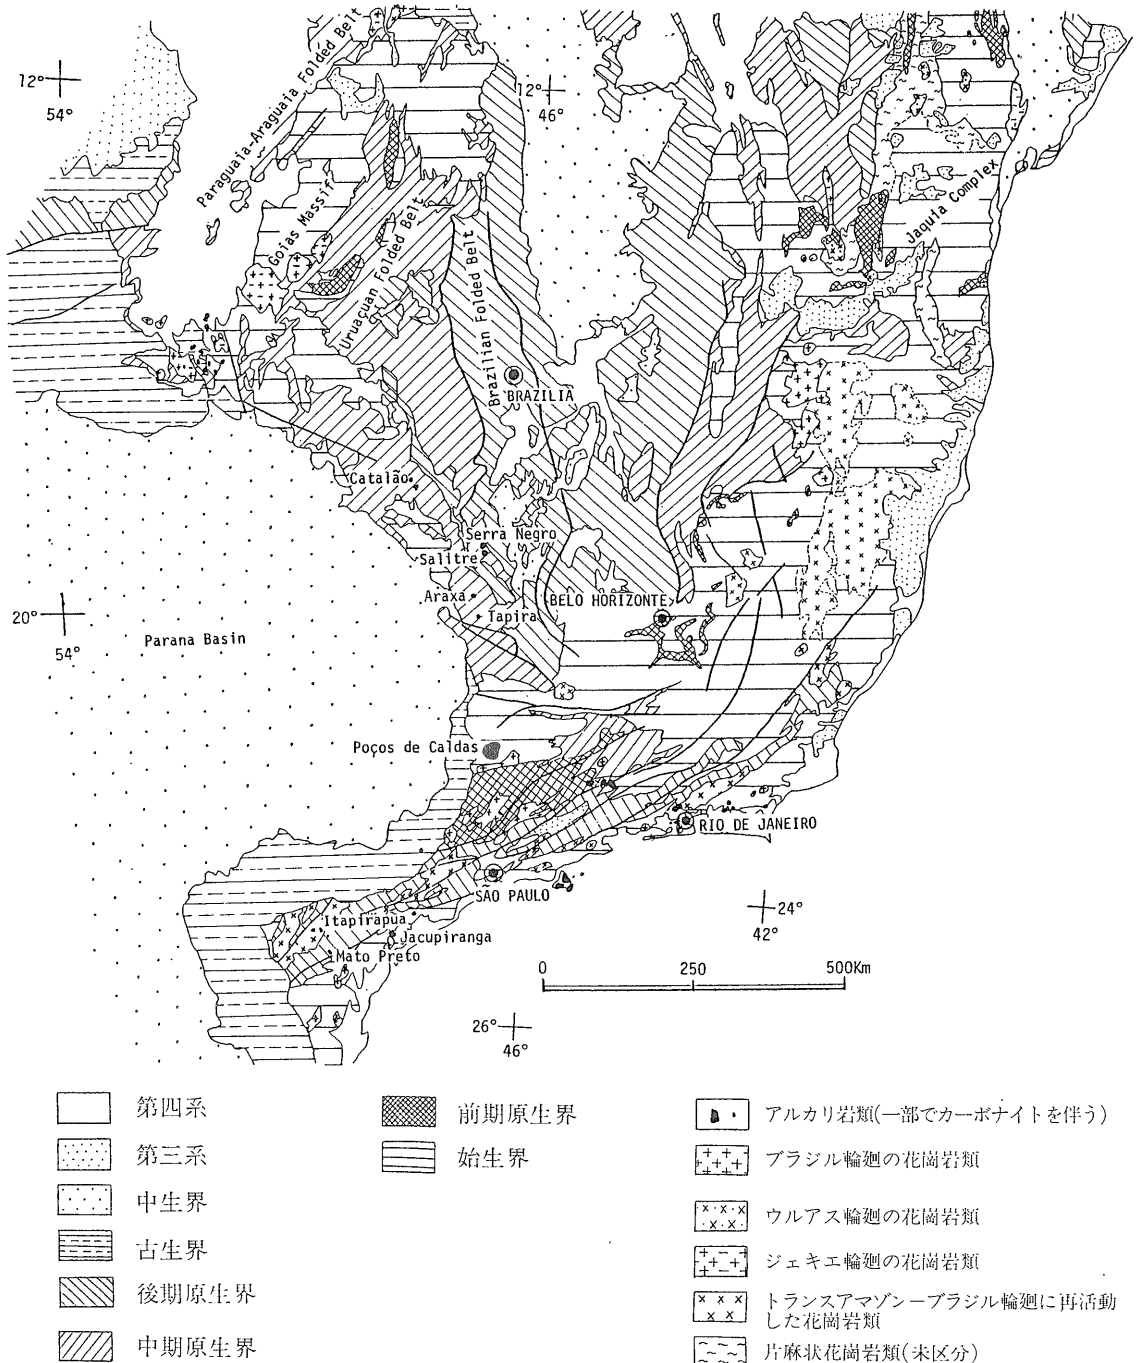 12°
54°
Paraguaia-Araguaia Folded Belt
12°
46°
Goias Massif
Uruaçuan Folded Belt
Brazilian Folded Belt
Jaquia Complex
BRAZILIA
Catalão
Serra Negro
Salitre
Araxa
Tapira
BELO HORIZONTE
20°
54°
Parana Basin
Poços de Caldas
RIO DE JANEIRO
SÃO PAULO
Itapirapua
Jacupiranga
Mato Preto
24°
42°
0 250 500Km
26°
46°
第四系
第三系
中生界
古生界
後期原生界
中期原生界
前期原生界
始生界
アルカリ岩類(一部でカーボナイトを伴う)
ブラジル輪廻の花崗岩類
ウルアス輪廻の花崗岩類
ジェキエ輪廻の花崗岩類
トランスアマゾン−ブラジル輪廻に再活動
した花崗岩類
片麻状花崗岩類(未区分)